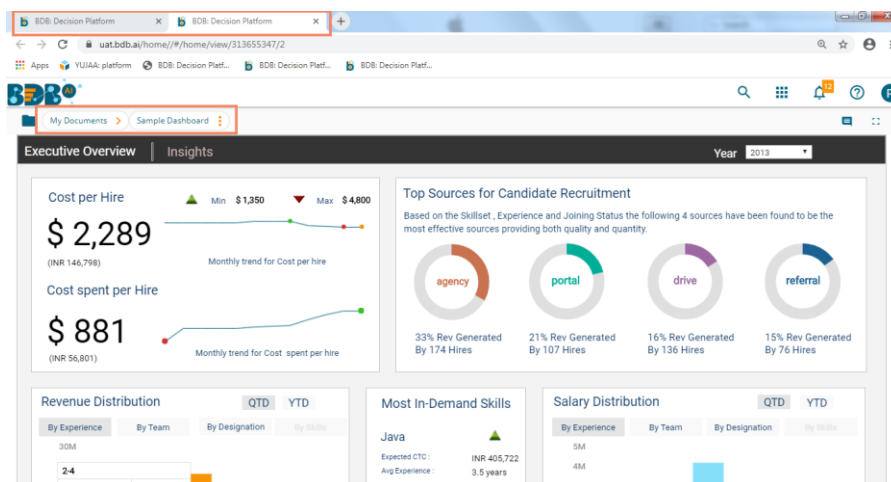 BDB: Decision Platform × BDB: Decision Platform × +
uat.bdb.ai/home//#/home/view/313655347/2
Apps YUJAA: platform BDB: Decision Platf... BDB: Decision Platf... BDB: Decision Platf...
BDB AI 12
My Documents > Sample Dashboard
Executive Overview | Insights Year 2013
Cost per Hire Min $ 1,350 Max $ 4,800
$ 2,289
(INR 146,798) Monthly trend for Cost per hire
Cost spent per Hire
$ 881
(INR 56,801) Monthly trend for Cost spent per hire
Top Sources for Candidate Recruitment
Based on the Skillset , Experience and Joining Status the following 4 sources have been found to be the
most effective sources providing both quality and quantity.
agency portal drive referral
33% Rev Generated 21% Rev Generated 16% Rev Generated 15% Rev Generated
By 174 Hires By 107 Hires By 136 Hires By 76 Hires
Revenue Distribution QTD YTD
By Experience By Team By Designation By Skills
30M
2-4
Most In-Demand Skills
Java
Expected CTC : INR 405,722
Avg Experience : 3.5 years
Salary Distribution QTD YTD
By Experience By Team By Designation By Skills
5M
4M